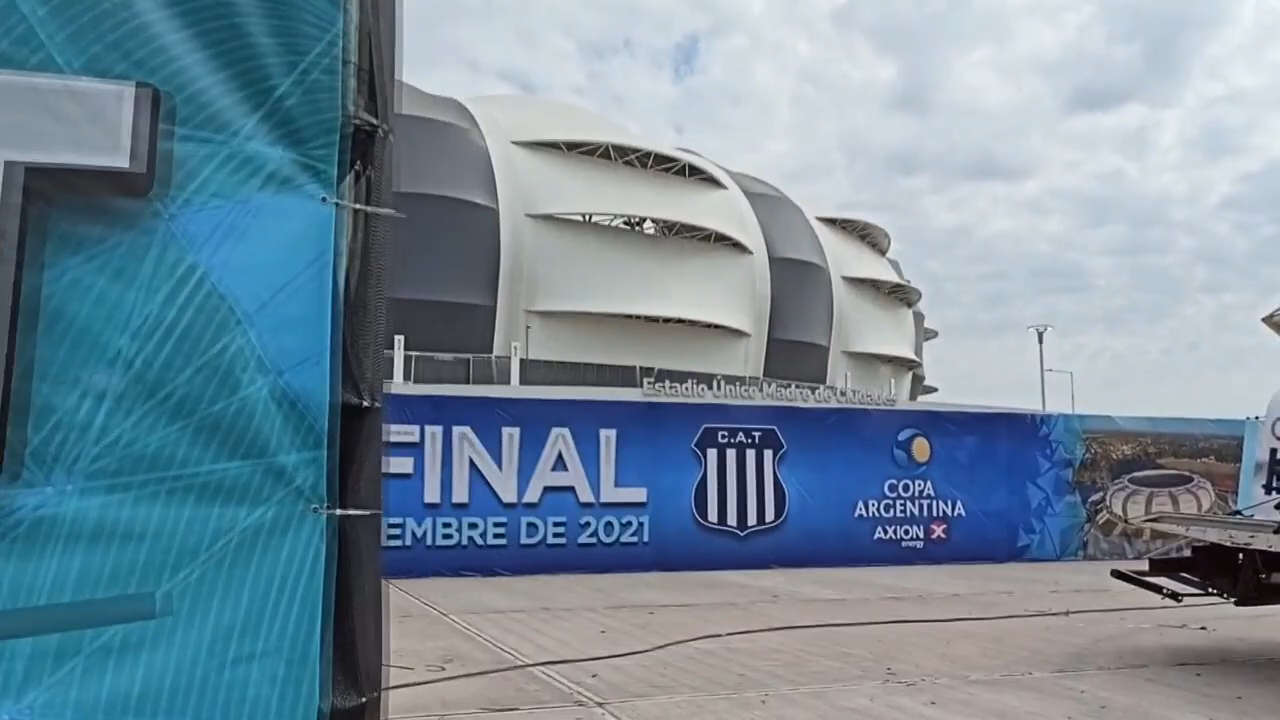 Estadio Único Madre de Ciudades
FINAL
EMBRE DE 2021
C.A.T
COPA
ARGENTINA
AXION
energy